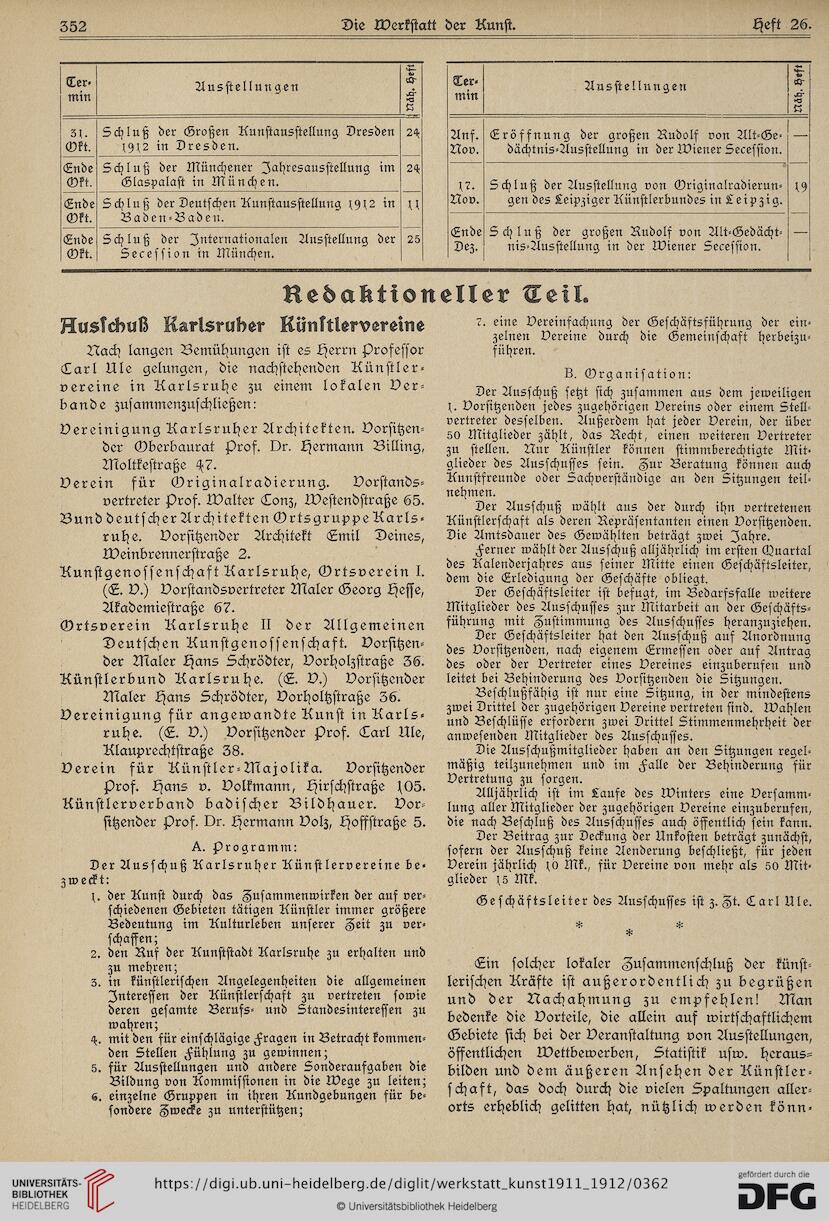 352
Die Werkstatt der Kunst.
Heft 26.
Ter-
min
Ausstellungen
Näh. Heft
31.
Okt.
Schluß der Großen Kunstausstellung Dresden
1912 in Dresden.
24
Ende
Okt.
Schluß der Münchener Jahresausstellung im
Glaspalast in München.
24
Ende
Okt.
Schluß der Deutschen Kunstausstellung 1912 in
Baden-Baden.
11
Ende
Okt.
Schluß der Internationalen Ausstellung der
Secession in München.
25
Ter-
min
Ausstellungen
Näh. Heft
Anf.
Nov.
Eröffnung der großen Rudolf von Alt-Ge-
dächtnis-Ausstellung in der Wiener Secession.
—
17.
Nov.
Schluß der Ausstellung von Originalradierun-
gen des Leipziger Künstlerbundes in Leipzig.
19
Ende
Dez.
Schluß der großen Rudolf von Alt-Gedächt-
nis-Ausstellung in der Wiener Secession.
—
Redaktioneller Teil.
Ausschuß Karlsruher Künstlervereine
Nach langen Bemühungen ist es Herrn Professor
Carl Ule gelungen, die nachstehenden Künstler-
vereine in Karlsruhe zu einem lokalen Ver-
bande zusammenzuschließen:
Vereinigung Karlsruher Architekten. Vorsitzen-
der Oberbaurat Prof. Dr. Hermann Billing,
Moltkestraße 47.
Verein für Originalradierung. Vorstands-
vertreter Prof. Walter Conz, Westendstraße 65.
Bund deutscher Architekten Ortsgruppe Karls-
ruhe. Vorsitzender Architekt Emil Deines,
Weinbrennerstraße 2.
Kunstgenossenschaft Karlsruhe, Ortsverein I.
(E. V.) Vorstandsvertreter Maler Georg Hesse,
Akademiestraße 67.
Ortsverein Karlsruhe II der Allgemeinen
Deutschen Kunstgenossenschaft. Vorsitzen-
der Maler Hans Schrödter, Vorholzstraße 36.
Künstlerbund Karlsruhe. (E. V.) Vorsitzender
Maler Hans Schrödter, Vorholtzstraße 36.
Vereinigung für angewandte Kunst in Karls-
ruhe. (E. V.) Vorsitzender Prof. Carl Ule,
Klauprechtstraße 38.
Verein für Künstler-Majolika. Vorsitzender
Prof. Hans v. Volkmann, Hirschstraße 105.
Künstlerverband badischer Bildhauer. Vor-
sitzender Prof. Dr. Hermann Volz, Hoffstraße 5.
A. Programm:
Der Ausschuß Karlsruher Künstlervereine be-
zweckt:
1. der Kunst durch das Zusammenwirken der auf ver-
schiedenen Gebieten tätigen Künstler immer größere
Bedeutung im Kulturleben unserer Zeit zu ver-
schaffen;
2. den Ruf der Kunststadt Karlsruhe zu erhalten und
zu mehren;
3. in künstlerischen Angelegenheiten die allgemeinen
Interessen der Künstlerschaft zu vertreten sowie
deren gesamte Berufs- und Standesinteressen zu
wahren;
4. mit den für einschlägige Fragen in Betracht kommen-
den Stellen Fühlung zu gewinnen;
5. für Ausstellungen und andere Sonderaufgaben die
Bildung von Kommissionen in die Wege zu leiten;
6. einzelne Gruppen in ihren Kundgebungen für be-
sondere Zwecke zu unterstützen;
7. eine Vereinfachung der Geschäftsführung der ein-
zelnen Vereine durch die Gemeinschaft herbeizu-
führen.
B. Organisation:
Der Ausschuß setzt sich zusammen aus dem jeweiligen
1. Vorsitzenden jedes zugehörigen Vereins oder einem Stell-
vertreter desselben. Außerdem hat jeder Verein, der über
50 Mitglieder zählt, das Recht, einen weiteren Vertreter
zu stellen. Nur Künstler können stimmberechtigte Mit-
glieder des Ausschusses sein. Zur Beratung können auch
Kunstfreunde oder Sachverständige an den Sitzungen teil-
nehmen.
Der Ausschuß wählt aus der durch ihn vertretenen
Künstlerschaft als deren Repräsentanten einen Vorsitzenden.
Die Amtsdauer des Gewählten beträgt zwei Jahre.
Ferner wählt der Ausschuß alljährlich im ersten Quartal
des Kalenderjahres aus seiner Mitte einen Geschäftsleiter,
dem die Erledigung der Geschäfte obliegt.
Der Geschäftsleiter ist befugt, im Bedarfsfalle weitere
Mitglieder des Ausschusses zur Mitarbeit an der Geschäfts-
führung mit Zustimmung des Ausschusses heranzuziehen.
Der Geschäftsleiter hat den Ausschuß auf Anordnung
des Vorsitzenden, nach eigenem Ermessen oder auf Antrag
des oder der Vertreter eines Vereines einzuberufen und
leitet bei Behinderung des Vorsitzenden die Sitzungen.
Beschlußfähig ist nur eine Sitzung, in der mindestens
zwei Drittel der zugehörigen Vereine vertreten sind. Wahlen
und Beschlüsse erfordern zwei Drittel Stimmenmehrheit der
anwesenden Mitglieder des Ausschusses.
Die Ausschußmitglieder haben an den Sitzungen regel-
mäßig teilzunehmen und im Falle der Behinderung für
Vertretung zu sorgen.
Alljährlich ist im Laufe des Winters eine Versamm-
lung aller Mitglieder der zugehörigen Vereine einzuberufen,
die nach Beschluß des Ausschusses auch öffentlich sein kann.
Der Beitrag zur Deckung der Unkosten beträgt zunächst,
sofern der Ausschuß keine Aenderung beschließt, für jeden
Verein jährlich 10 Mk., für Vereine von mehr als 50 Mit-
glieder 15 Mk.
Geschäftsleiter des Ausschusses ist z. Zt. Carl Ule.
* * *
Ein solcher lokaler Zusammenschluß der künst-
lerischen Kräfte ist außerordentlich zu begrüßen
und der Nachahmung zu empfehlen! Man
bedenke die Vorteile, die allein auf wirtschaftlichem
Gebiete sich bei der Veranstaltung von Ausstellungen,
öffentlichen Wettbewerben, Statistik usw. heraus-
bilden und dem äußeren Ansehen der Künstler-
schaft, das doch durch die vielen Spaltungen aller-
orts erheblich gelitten hat, nützlich werden könn-
UNIVERSITÄTS-
BIBLIOTHEK
HEIDELBERG
https://digi.ub.uni-heidelberg.de/diglit/werkstatt_kunst1911_1912/0362
© Universitätsbibliothek Heidelberg
gefördert durch die
DFG